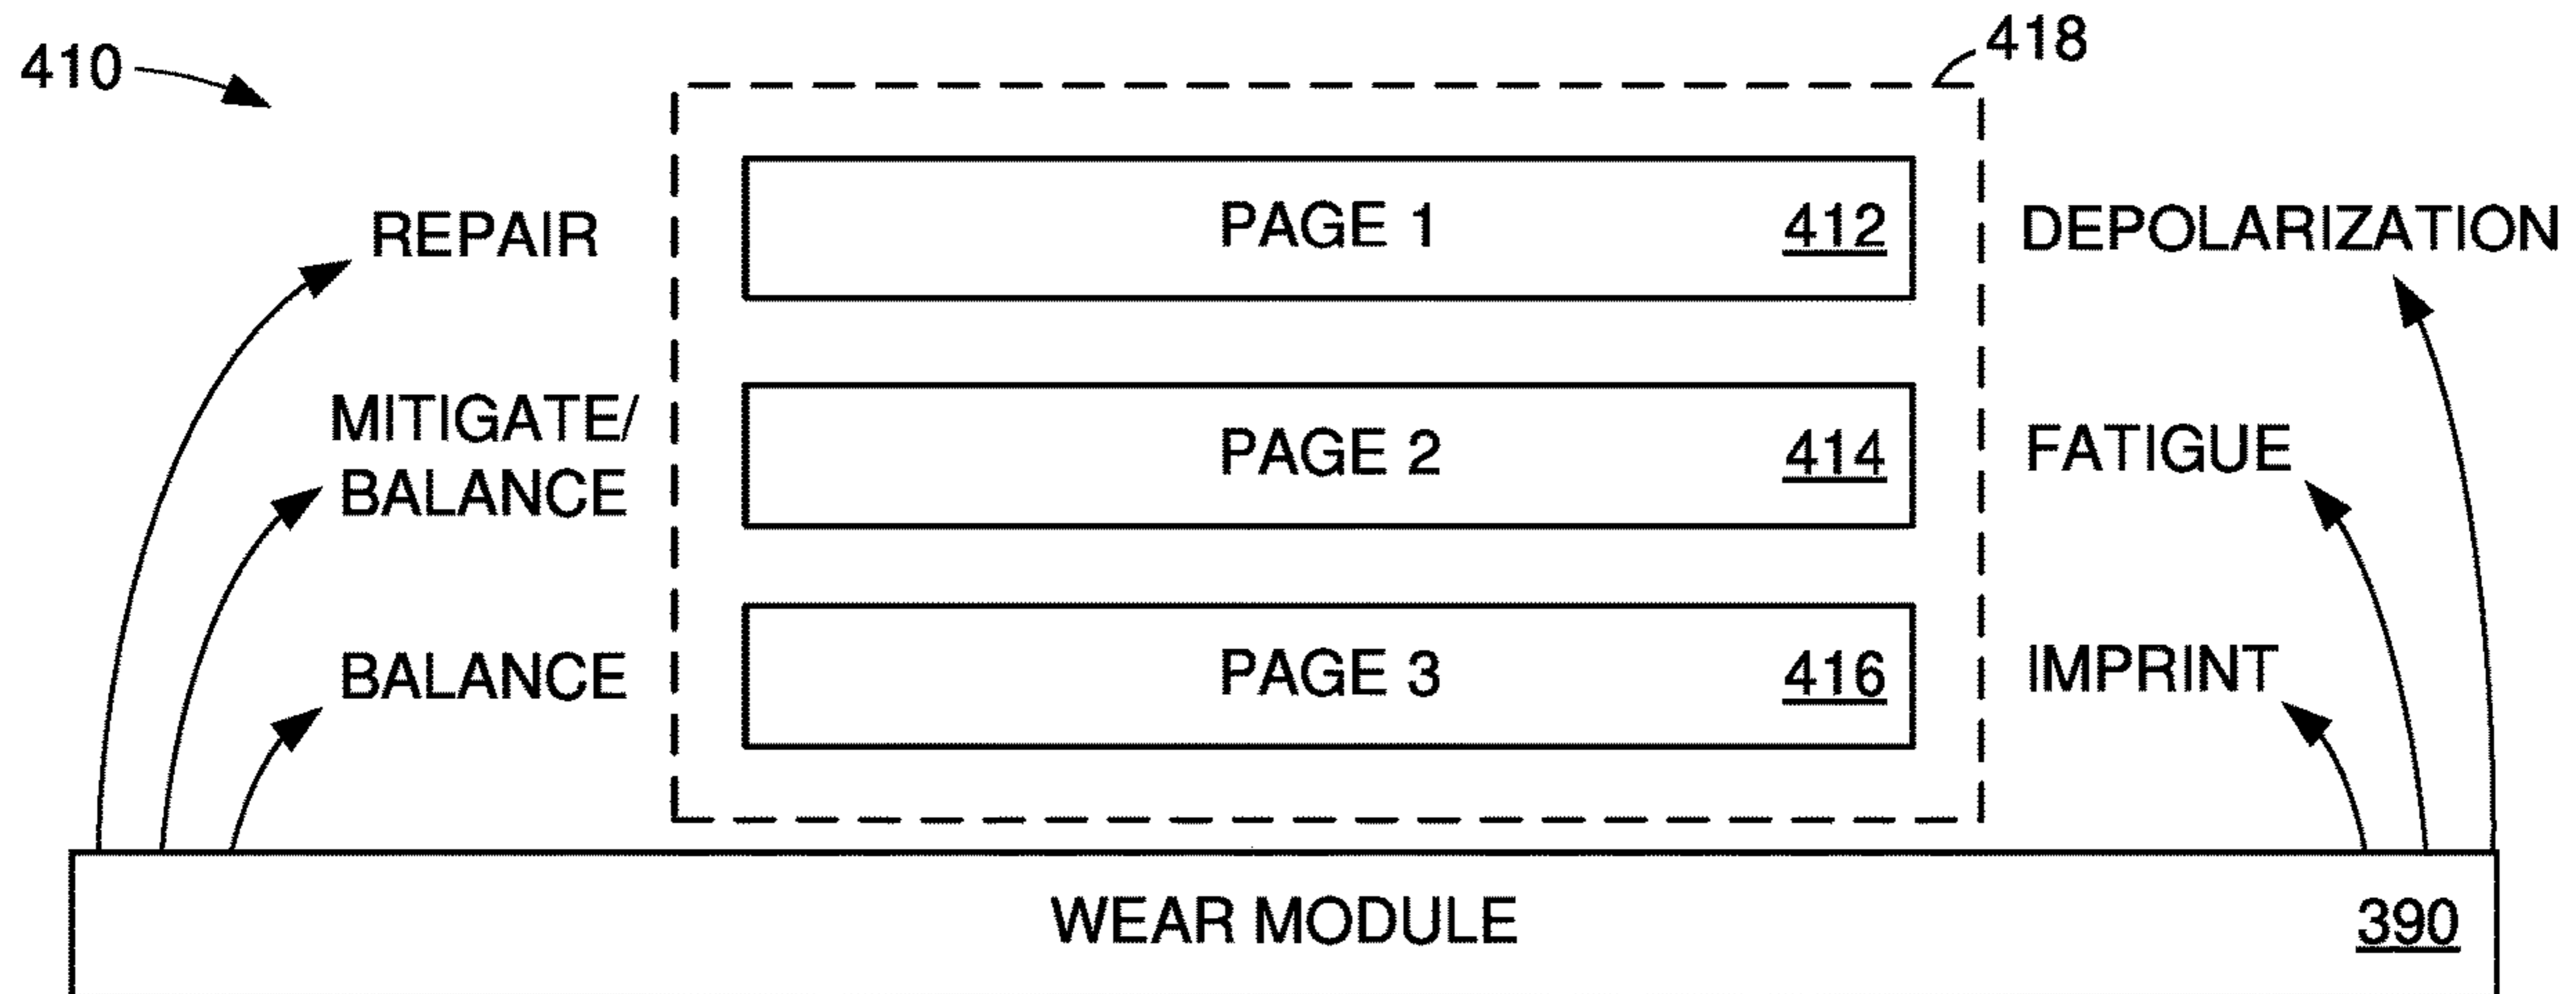 410
418
REPAIR
PAGE 1 412
DEPOLARIZATION
MITIGATE/
BALANCE
PAGE 2 414
FATIGUE
BALANCE
PAGE 3 416
IMPRINT
WEAR MODULE 390